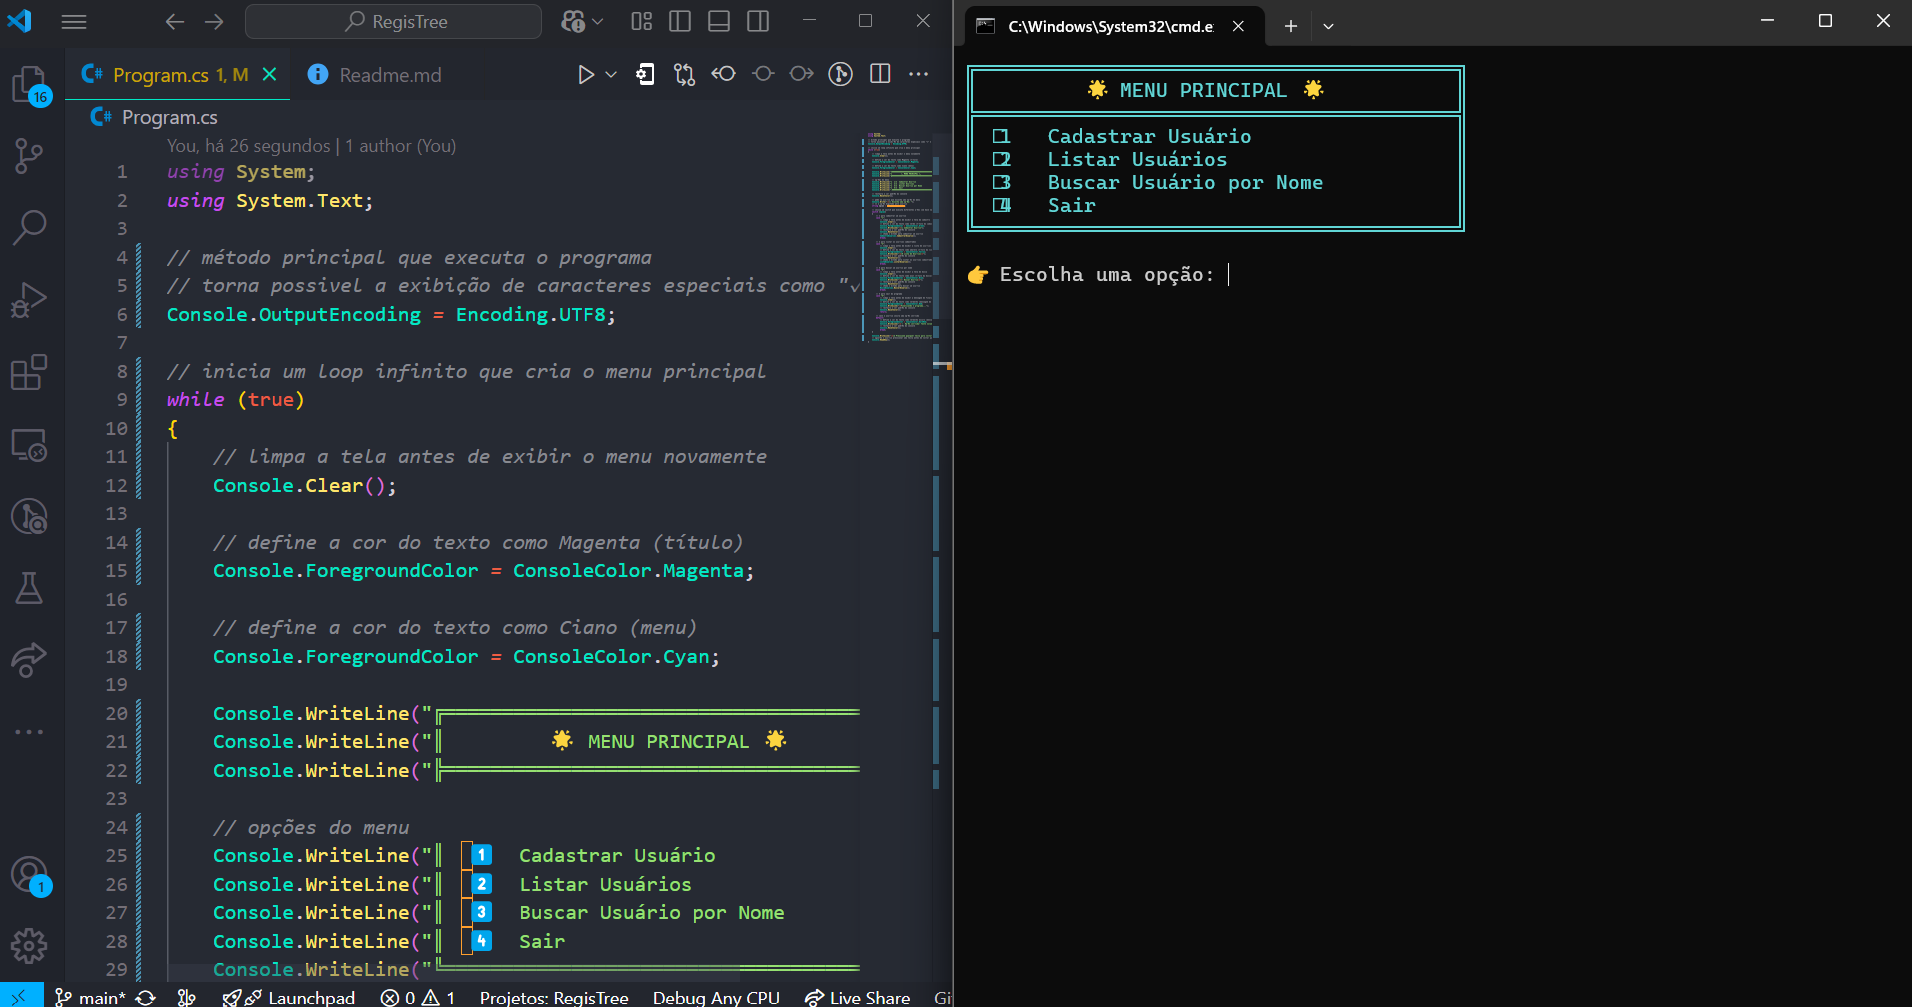 RegisTree
Program.cs 1, M
Readme.md
16
C# Program.cs
You, há 26 segundos | 1 author (You)
1 using System;
2 using System.Text;
3
4 // método principal que executa o programa
5 // torna possivel a exibição de caracteres especiais como "✓
6 Console.OutputEncoding = Encoding.UTF8;
7
8 // inicia um loop infinito que cria o menu principal
9 while (true)
10 {
11 // limpa a tela antes de exibir o menu novamente
12 Console.Clear();
13
14 // define a cor do texto como Magenta (título)
15 Console.ForegroundColor = ConsoleColor.Magenta;
16
17 // define a cor do texto como Ciano (menu)
18 Console.ForegroundColor = ConsoleColor.Cyan;
19
20 Console.WriteLine("╔══════════════════════════════
21 Console.WriteLine("║ 🌟 MENU PRINCIPAL 🌟
22 Console.WriteLine("╠══════════════════════════════
23
24 // opções do menu
25 Console.WriteLine("║ 1️⃣ Cadastrar Usuário
26 Console.WriteLine("║ 2️⃣ Listar Usuários
27 Console.WriteLine("║ 3️⃣ Buscar Usuário por Nome
28 Console.WriteLine("║ 4️⃣ Sair
29 Console.WriteLine("╚══════════════════════════════
1
main* 0 1 Projetos: RegisTree Debug Any CPU Live Share Gi
Launchpad
C:\Windows\System32\cmd.e
🌟 MENU PRINCIPAL 🌟
1 Cadastrar Usuário
2 Listar Usuários
3 Buscar Usuário por Nome
4 Sair
👉 Escolha uma opção: